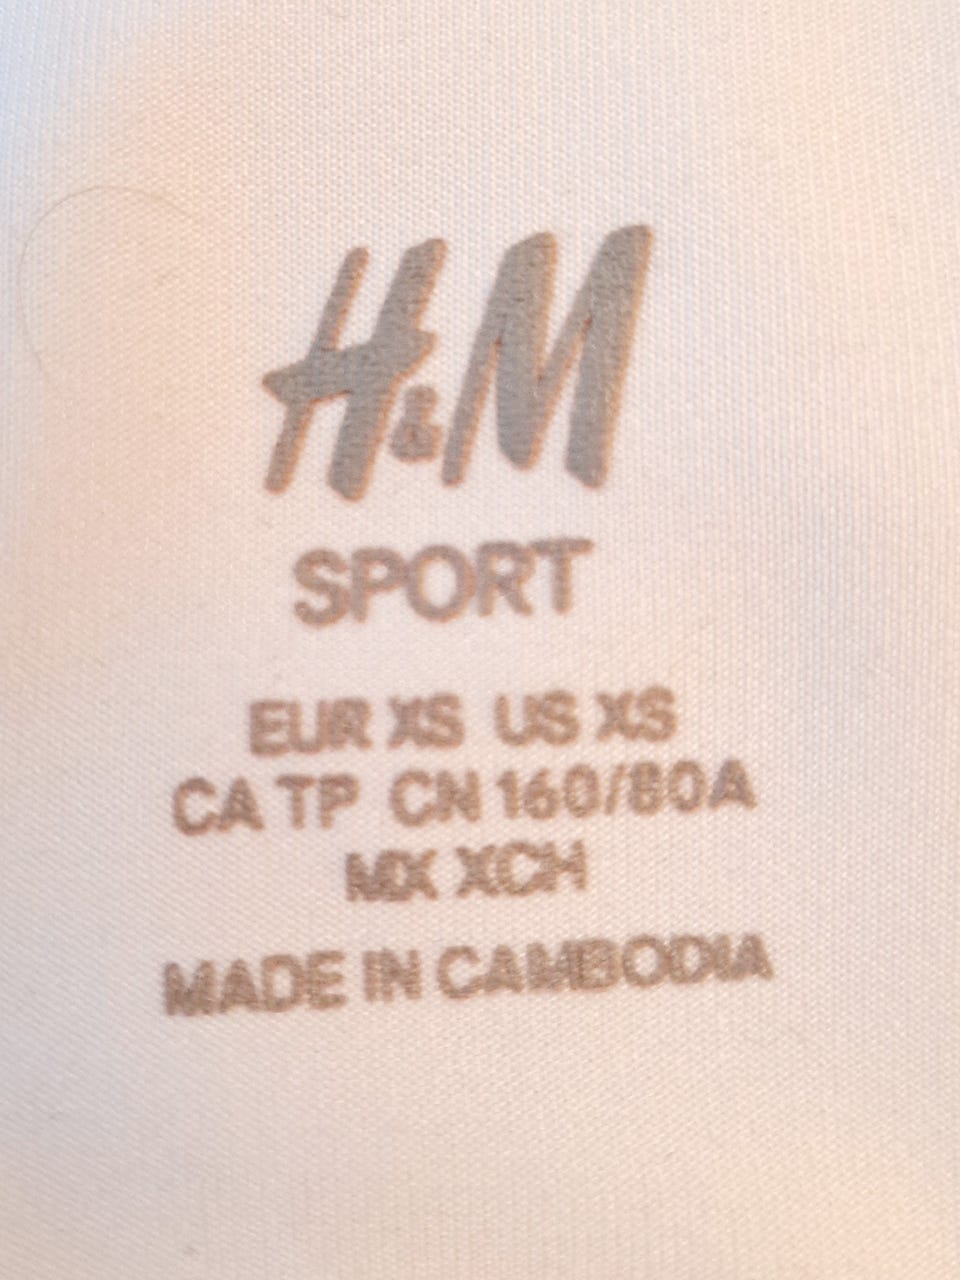 H&M
SPORT
EUR XS US XS
CA TP CN 160/80A
MX XCH
MADE IN CAMBODIA